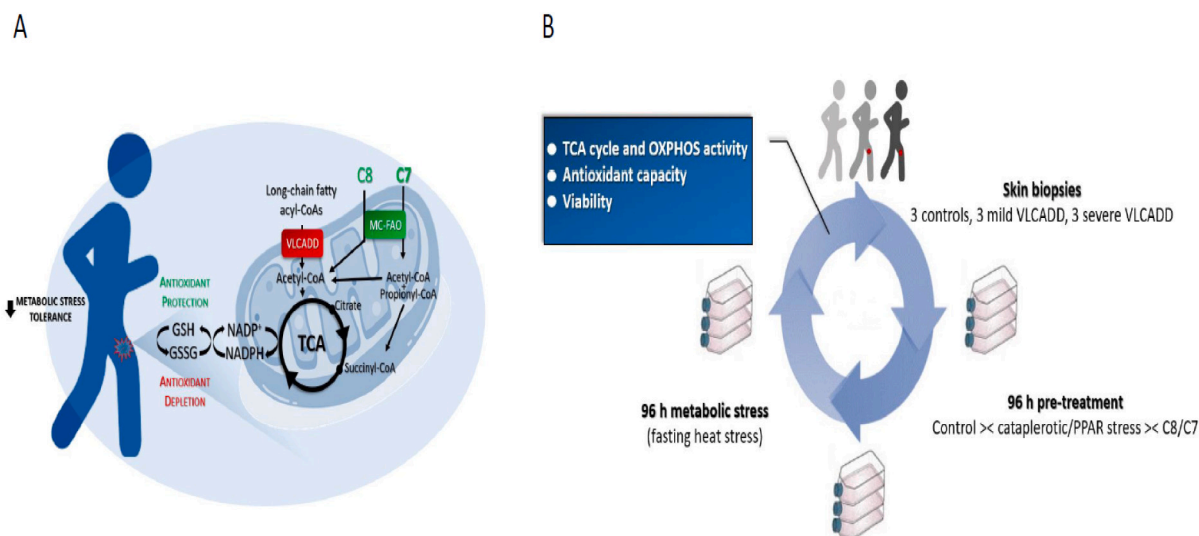 A
B
C8
C7
Long-chain fatty
acyl-CoAs
MC-FAO
VLCADD
Acetyl-CoA
Acetyl-CoA
+
Propionyl-CoA
Citrate
TCA
Succinyl-CoA
METABOLIC STRESS
TOLERANCE
ANTIOXIDANT
PROTECTION
GSH
GSSG
NADP⁺
NADPH
ANTIOXIDANT
DEPLETION
TCA cycle and OXPHOS activity
Antioxidant capacity
Viability
Skin biopsies
3 controls, 3 mild VLCADD, 3 severe VLCADD
96 h pre-treatment
Control >< cataplerotic/PPAR stress >< C8/C7
96 h metabolic stress
(fasting heat stress)